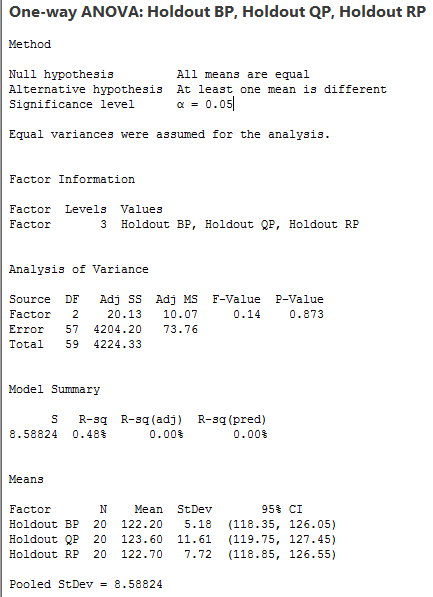 One-way ANOVA: Holdout BP, Holdout QP, Holdout RP
Method
Null hypothesis All means are equal
Alternative hypothesis At least one mean is different
Significance level α = 0.05
Equal variances were assumed for the analysis.
Factor Information
Factor Levels Values
Factor 3 Holdout BP, Holdout QP, Holdout RP
Analysis of Variance
Source DF Adj SS Adj MS F-Value P-Value
Factor 2 20.13 10.07 0.14 0.873
Error 57 4204.20 73.76
Total 59 4224.33
Model Summary
S R-sq R-sq(adj) R-sq(pred)
8.58824 0.48% 0.00% 0.00%
Means
Factor N Mean StDev 95% CI
Holdout BP 20 122.20 5.18 (118.35, 126.05)
Holdout QP 20 123.60 11.61 (119.75, 127.45)
Holdout RP 20 122.70 7.72 (118.85, 126.55)
Pooled StDev = 8.58824